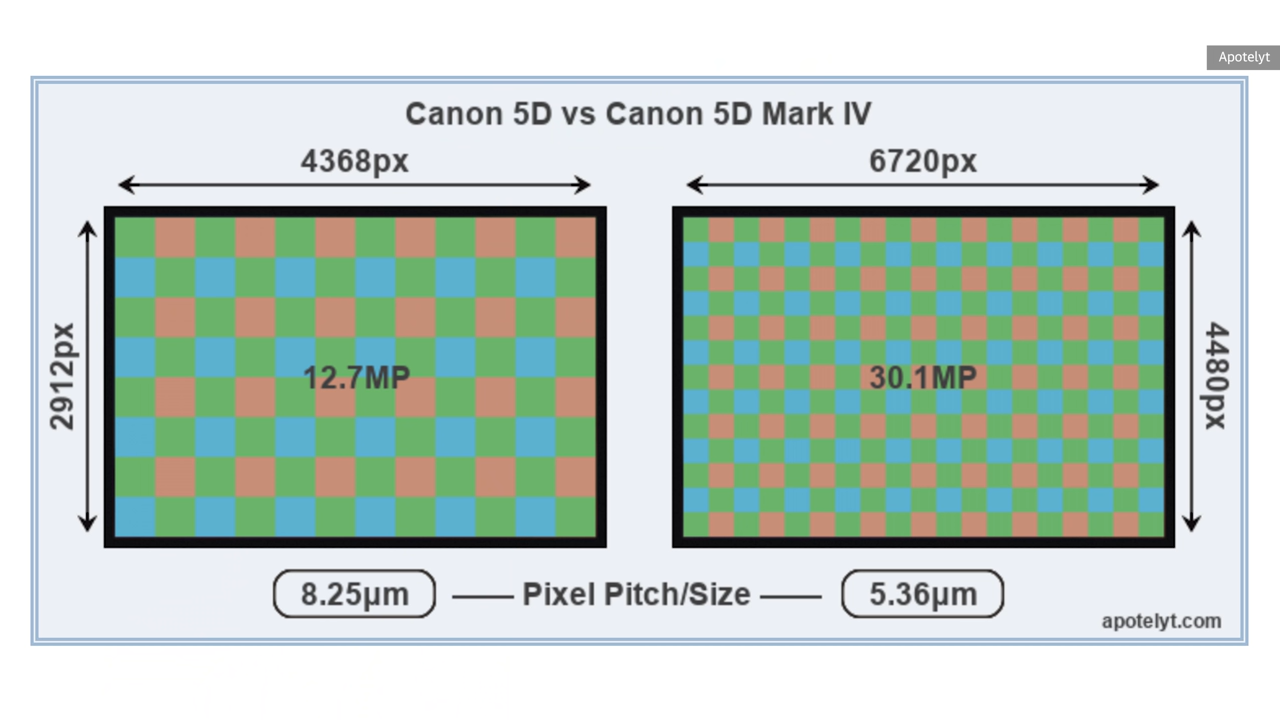 Apotelyt
Canon 5D vs Canon 5D Mark IV
4368px
6720px
2912px
12.7MP
30.1MP
4480px
8.25µm
Pixel Pitch/Size
5.36µm
apotelyt.com